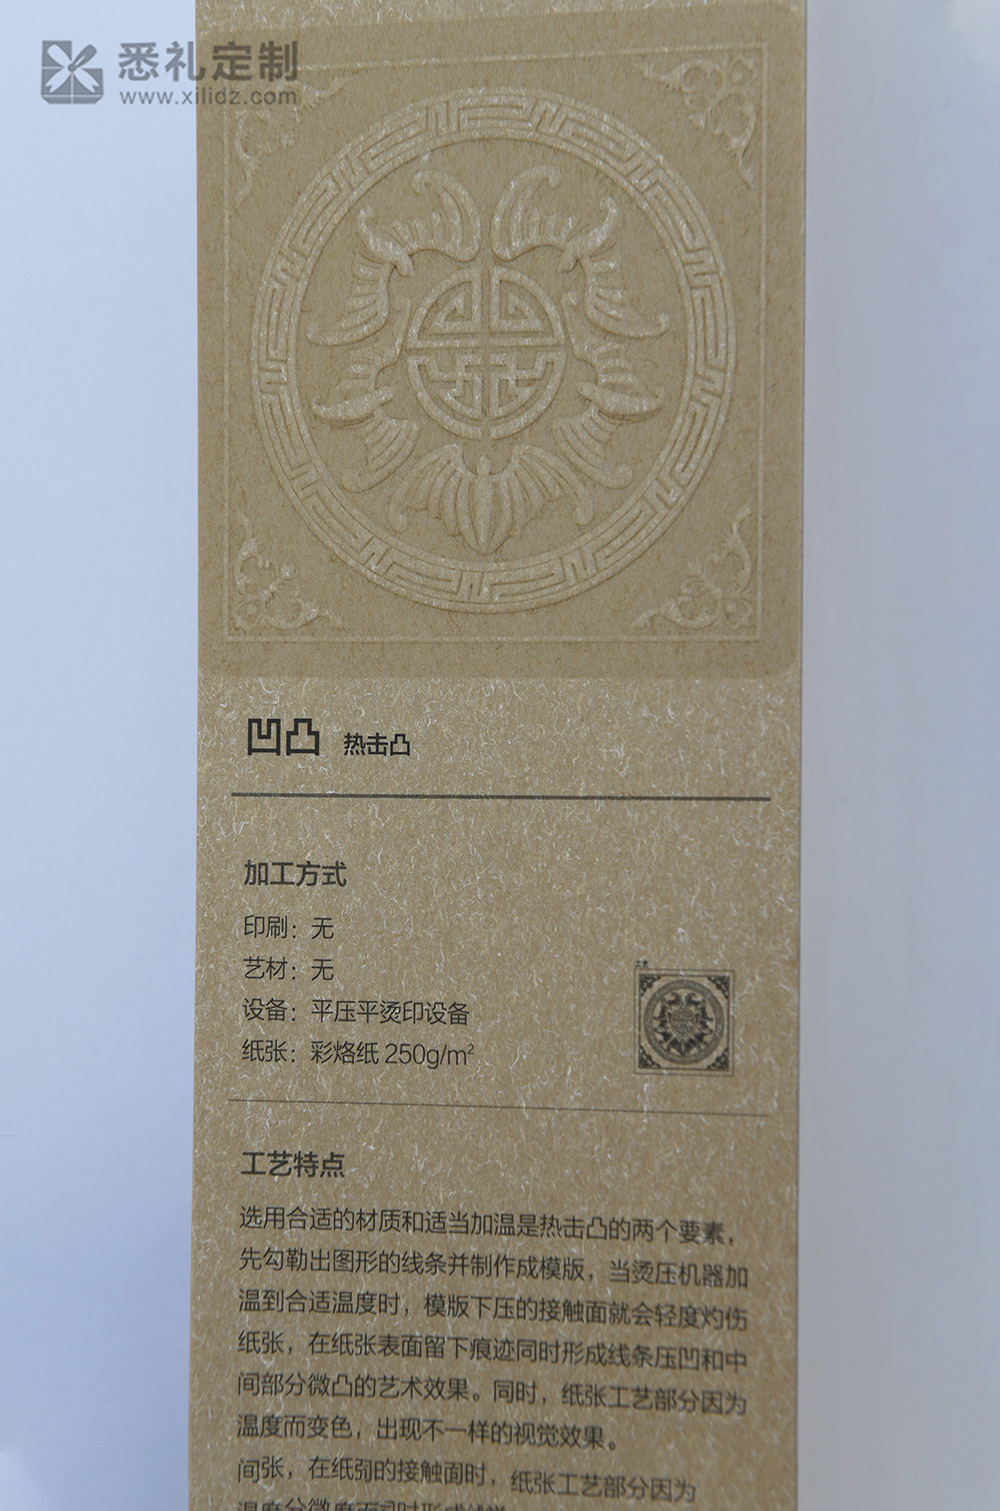 悉礼定制
www.xilidz.com
凹凸 热击凸
加工方式
印刷：无
艺材：无
设备：平压平烫印设备
纸张：彩烙纸 250g/m²
工艺
工艺特点
选用合适的材质和适当加温是热击凸的两个要素，
先勾勒出图形的线条并制作成模版，当烫压机器加
温到合适温度时，模版下压的接触面就会轻度灼伤
纸张，在纸张表面留下痕迹同时形成线条压凹和中
间部分微凸的艺术效果。同时，纸张工艺部分因为
温度而变色，出现不一样的视觉效果。
间张，在纸的接触面时，纸张工艺部分因为